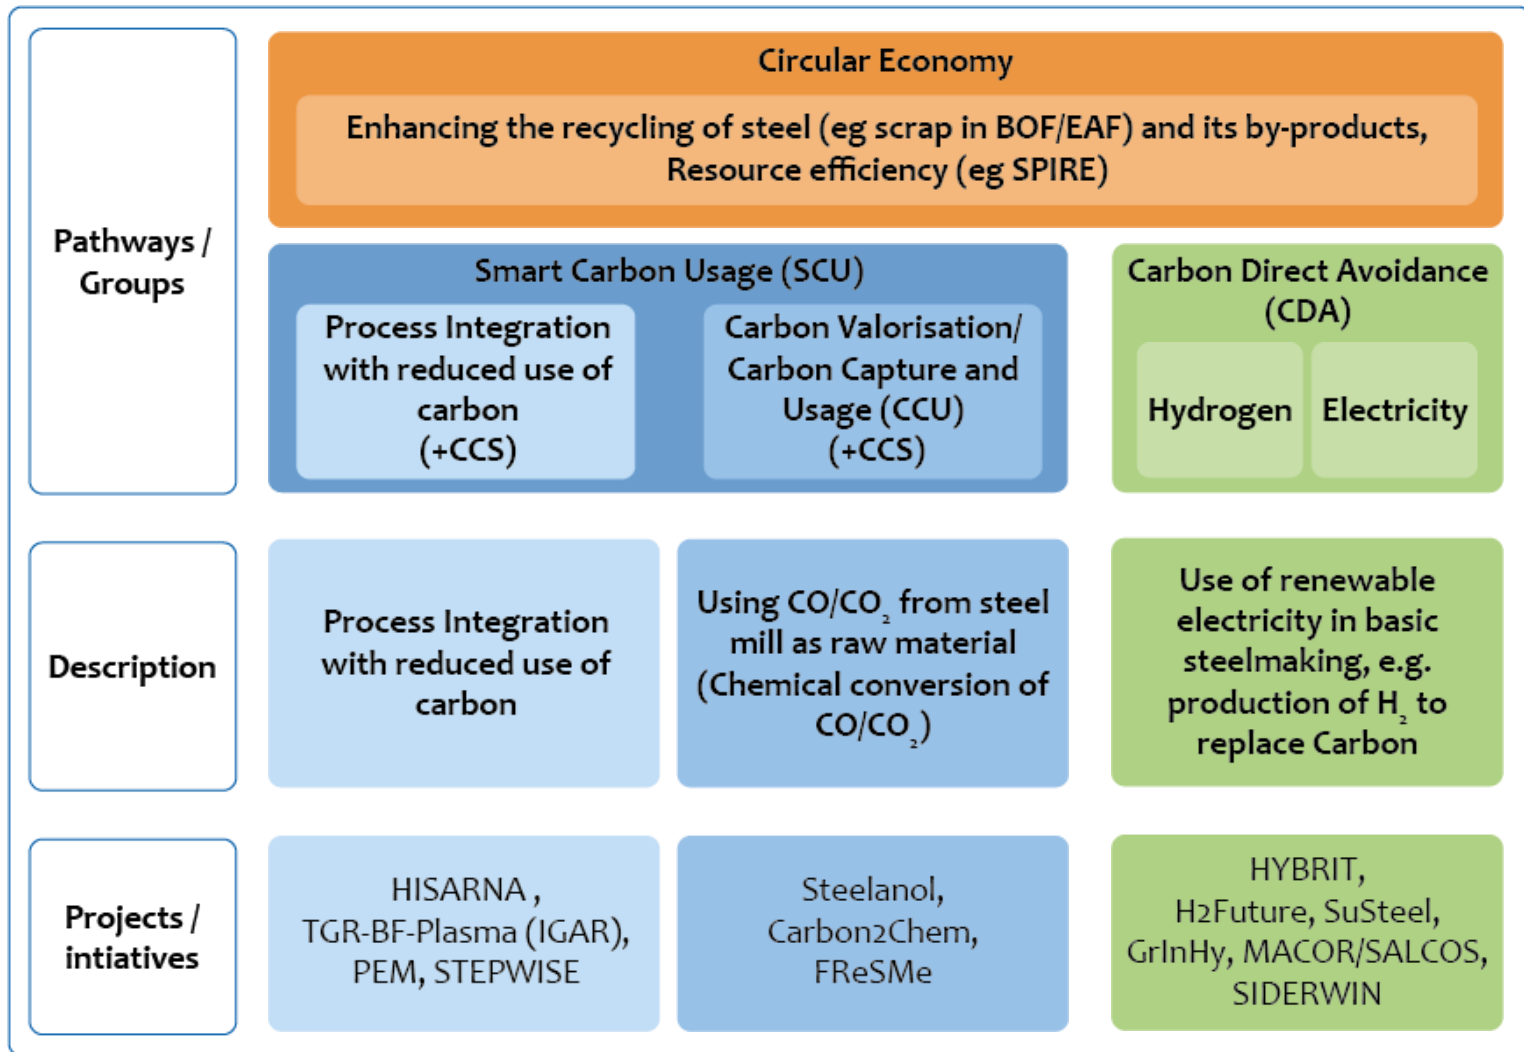 Pathways /
Groups
Circular Economy
Enhancing the recycling of steel (eg scrap in BOF/EAF) and its by-products,
Resource efficiency (eg SPIRE)
Smart Carbon Usage (SCU)
Process Integration
with reduced use of
carbon
(+CCS)
Carbon Valorisation/
Carbon Capture and
Usage (CCU)
(+CCS)
Carbon Direct Avoidance
(CDA)
Hydrogen
Electricity
Description
Process Integration
with reduced use of
carbon
Using CO/CO₂ from steel
mill as raw material
(Chemical conversion of
CO/CO₂)
Use of renewable
electricity in basic
steelmaking, e.g.
production of H₂ to
replace Carbon
Projects /
intiatives
HISARNA ,
TGR-BF-Plasma (IGAR),
PEM, STEPWISE
Steelanol,
Carbon2Chem,
FReSMe
HYBRIT,
H2Future, SuSteel,
GrInHy, MACOR/SALCOS,
SIDERWIN